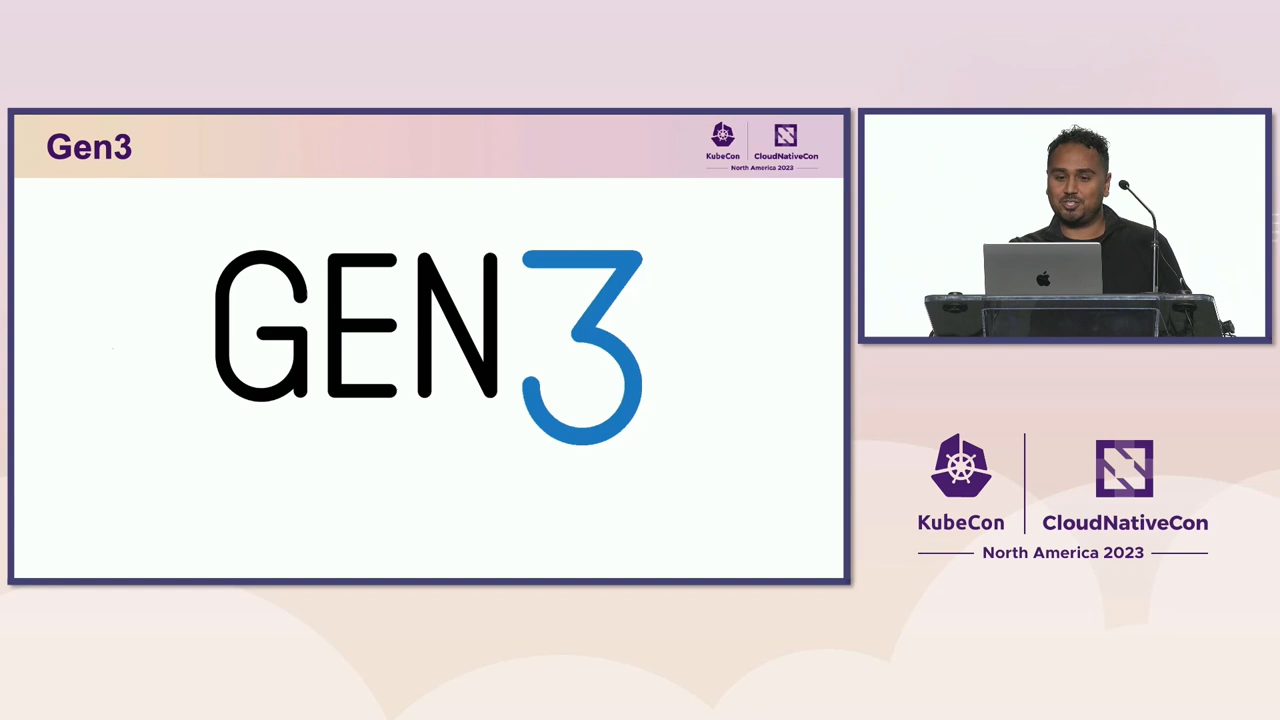 Gen3
KubeCon
CloudNativeCon
North America 2023
GEN3
KubeCon
CloudNativeCon
North America 2023